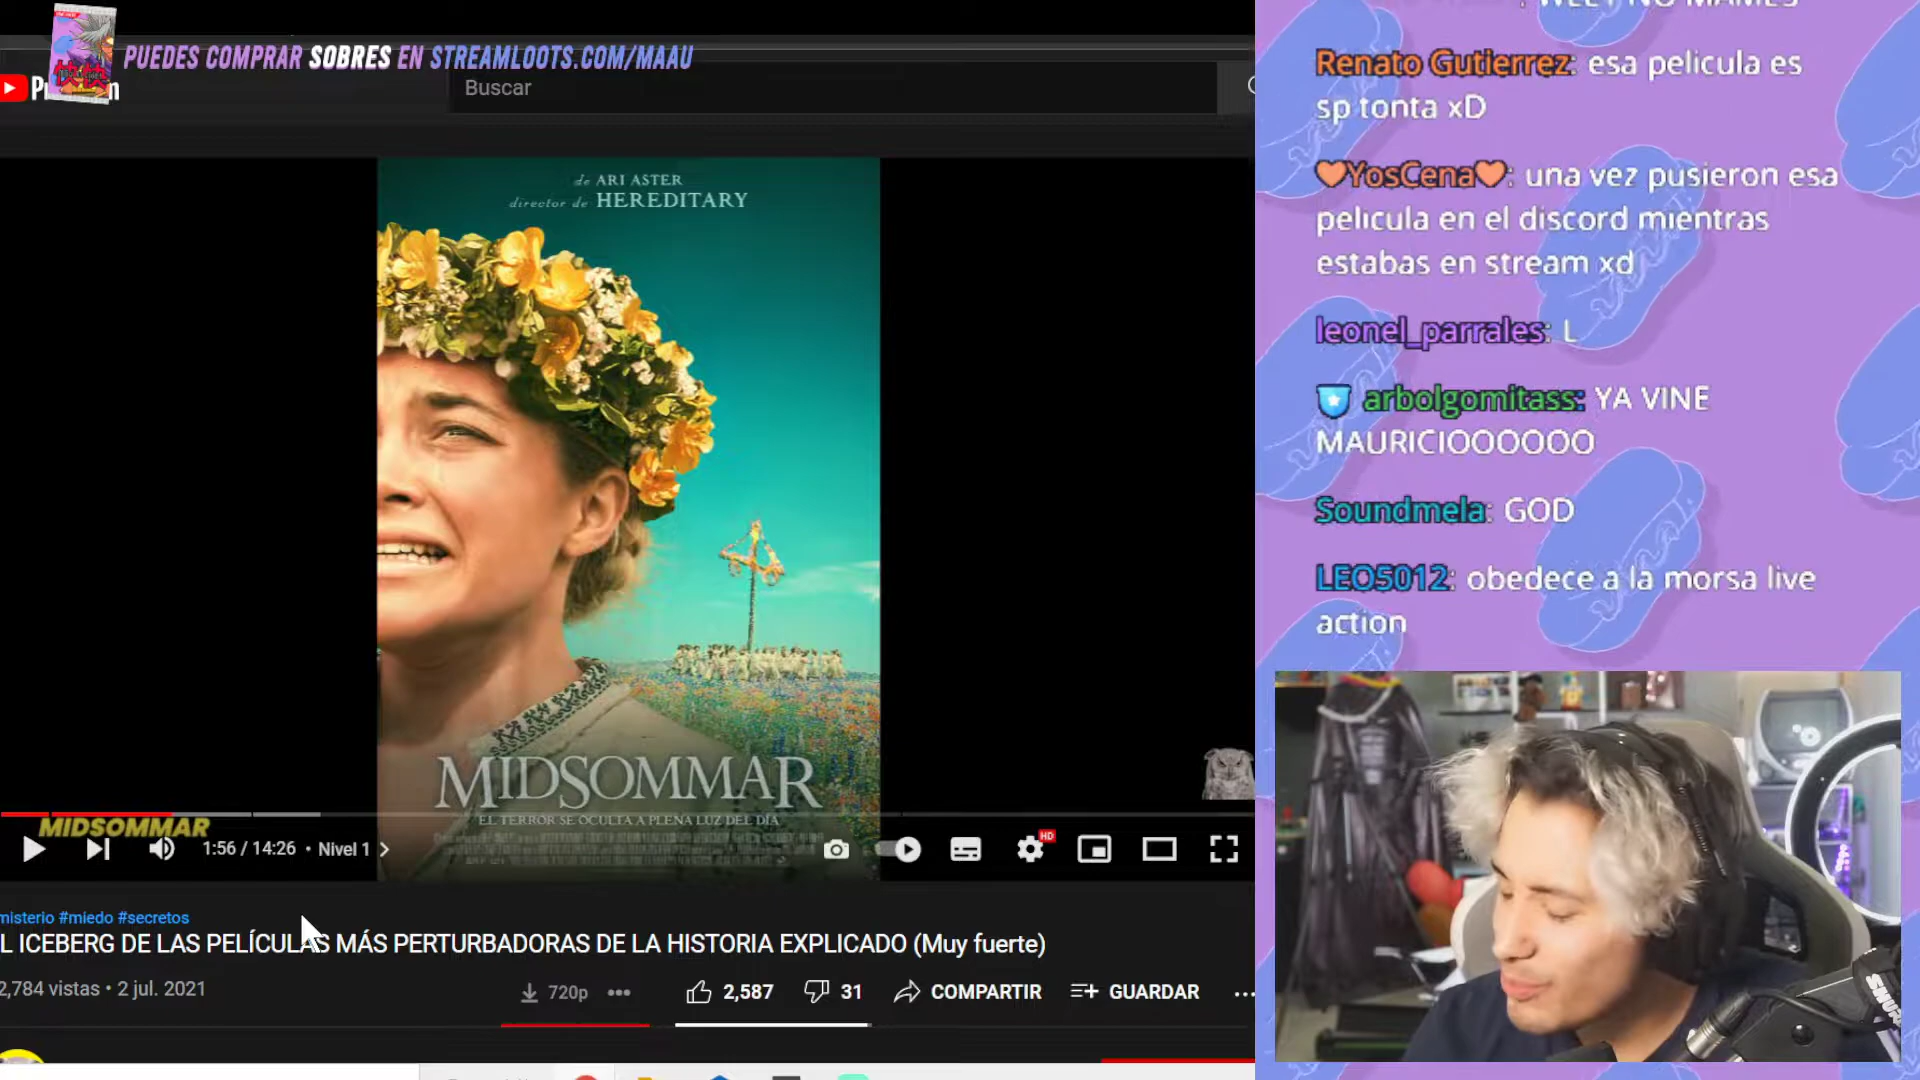 PUEDES COMPRAR SOBRES EN STREAMLOOTS.COM/MAAU
Buscar
de ARI ASTER
director de HEREDITARY
MIDSOMMAR
EL TERROR SE OCULTA A PLENA LUZ DEL DÍA
MIDSOMMAR
1:56 / 14:26 • Nivel 1
HD
misterio #miedo #secretos
L ICEBERG DE LAS PELÍCULAS MÁS PERTURBADORAS DE LA HISTORIA EXPLICADO (Muy fuerte)
2,784 vistas • 2 jul. 2021
720p
2,587
31
COMPARTIR
GUARDAR
: WEY NO MAMES
Renato Gutierrez: esa pelicula es
sp tonta xD
YosCena: una vez pusieron esa
pelicula en el discord mientras
estabas en stream xd
leonel_parrales: L
arbolgomitass: YA VINE
MAURICIOOOOOO
Soundmela: GOD
LEO5012: obedece a la morsa live
action